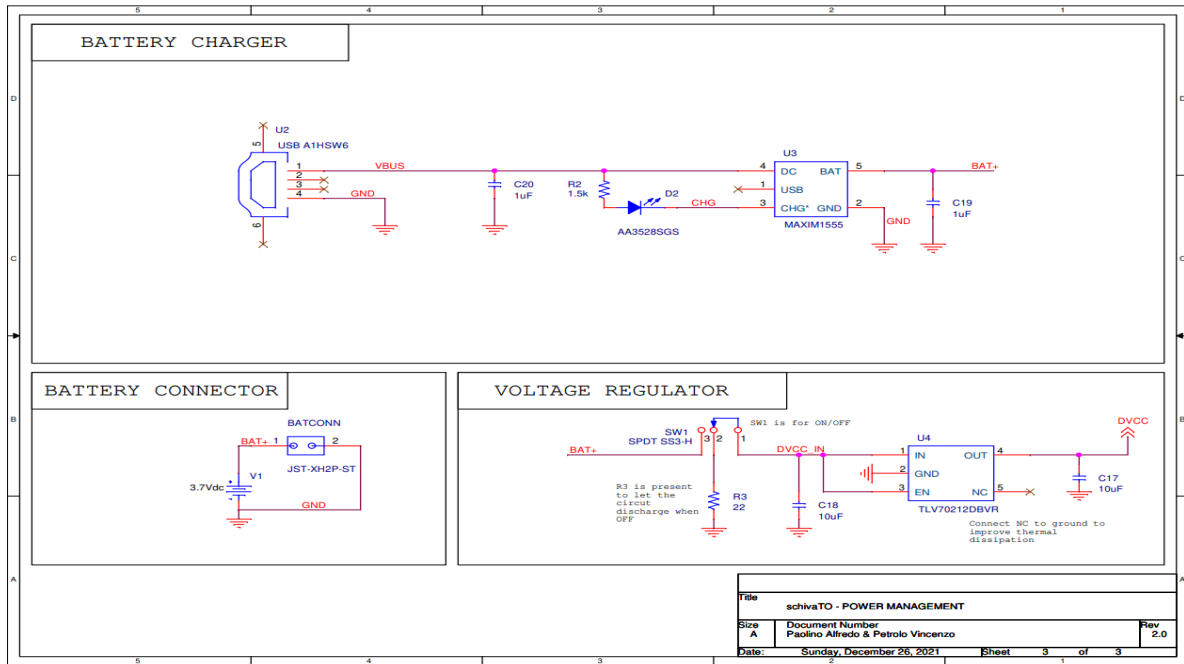 5 4 3 2 1
D
C
B
A
D
C
B
A
BATTERY CHARGER
U2
USB A1HSW6
5
1
2
3
4
6
VBUS
GND
C20
1uF
R2
1.5k
D2
AA3528SGS
CHG
U3
4 DC BAT 5
1 USB
3 CHG* GND 2
MAXIM1555
GND
BAT+
C19
1uF
BATTERY CONNECTOR
BATCONN
BAT+ 1 2
JST-XH2P-ST
V1
3.7Vdc
GND
VOLTAGE REGULATOR
SW1 is for ON/OFF
SW1
SPDT SS3-H
3 2 1
BAT+
DVCC_IN
R3 is present
to let the
circut
discharge when
OFF
R3
22
C18
10uF
U4
1 IN OUT 4
2 GND
3 EN NC 5
TLV70212DBVR
DVCC
C17
10uF
Connect NC to ground to
improve thermal
dissipation
Title
schivaTO - POWER MANAGEMENT
Size
A
Document Number
Paolino Alfredo & Petrolo Vincenzo
Rev
2.0
Date: Sunday, December 26, 2021 Sheet 3 of 3
5 4 3 2 1